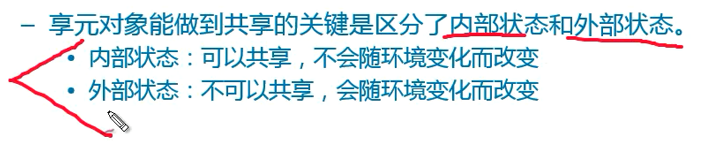 – 享元对象能做到共享的关键是区分了内部状态和外部状态。
• 内部状态：可以共享，不会随环境变化而改变
• 外部状态：不可以共享，会随环境变化而改变